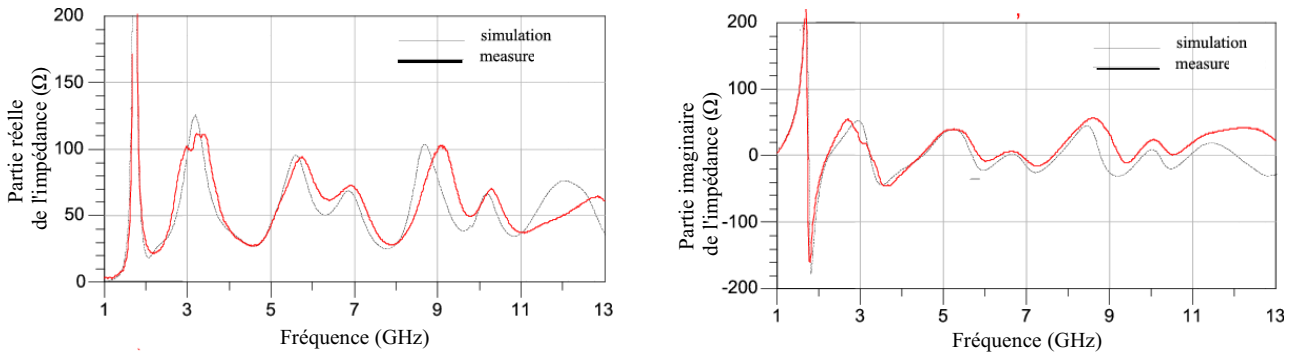 200
150
100
50
0
Partie réelle
de l'impédance (Ω)
simulation
measure
1 3 5 7 9 11 13
Fréquence (GHz)
200
100
0
-100
-200
Partie imaginaire
de l'impédance (Ω)
simulation
measure
1 3 5 7 9 11 13
Fréquence (GHz)